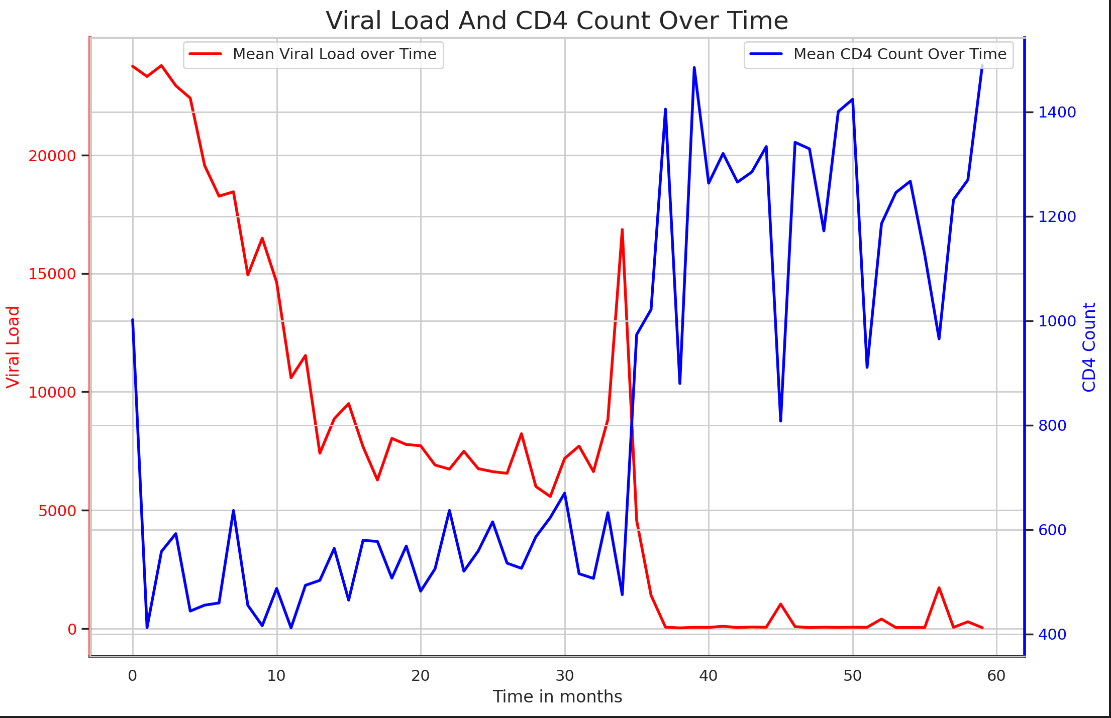 Viral Load And CD4 Count Over Time
Mean Viral Load over Time
Mean CD4 Count Over Time
Viral Load
20000
15000
10000
5000
0
1400
1200
1000
800
600
400
CD4 Count
0 10 20 30 40 50 60
Time in months